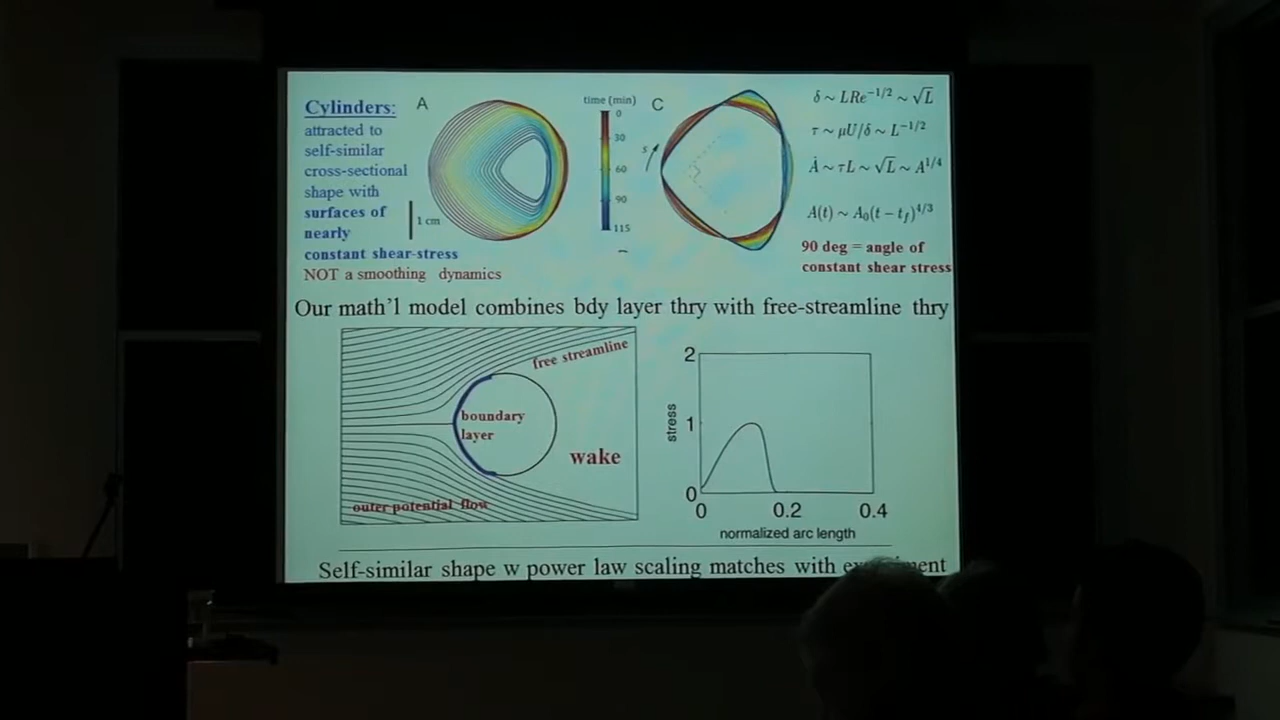 Cylinders:
attracted to
self-similar
cross-sectional
shape with
surfaces of
nearly
constant shear-stress
NOT a smoothing dynamics
A
1 cm
time (min)
0
30
60
90
115
C
s
δ ~ LRe^{-1/2} ~ √L
τ ~ μU/δ ~ L^{-1/2}
Ȧ ~ τL ~ √L ~ A^{1/4}
A(t) ~ A₀(t − t_f)^{4/3}
90 deg = angle of
constant shear stress
Our math'l model combines bdy layer thry with free-streamline thry
free streamline
boundary
layer
wake
outer potential flow
2
1
0
stress
0 0.2 0.4
normalized arc length
Self-similar shape w power law scaling matches with